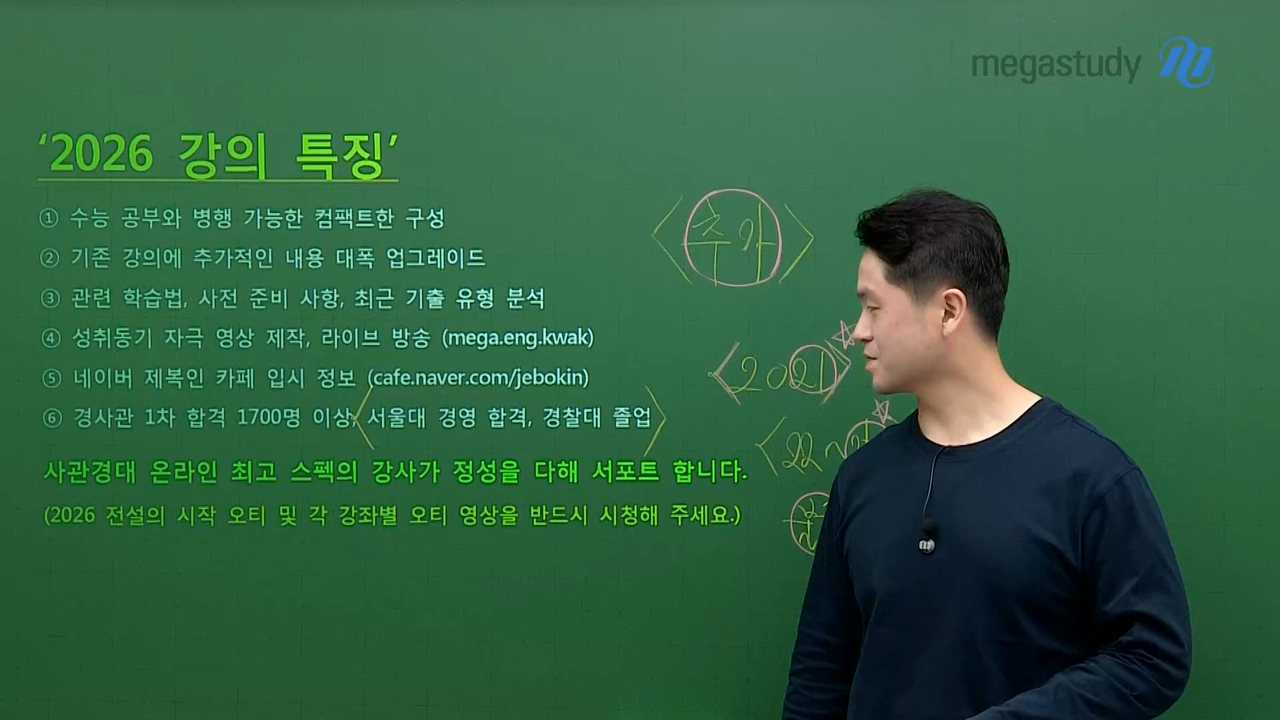 megastudy
‘2026 강의 특징’
① 수능 공부와 병행 가능한 컴팩트한 구성
② 기존 강의에 추가적인 내용 대폭 업그레이드
③ 관련 학습법, 사전 준비 사항, 최근 기출 유형 분석
④ 성취동기 자극 영상 제작, 라이브 방송 (mega.eng.kwak)
⑤ 네이버 제복인 카페 입시 정보 (cafe.naver.com/jebokin)
⑥ 경사관 1차 합격 1700명 이상, 서울대 경영 합격, 경찰대 졸업
사관경대 온라인 최고 스펙의 강사가 정성을 다해 서포트 합니다.
(2026 전설의 시작 오티 및 각 강좌별 오티 영상을 반드시 시청해 주세요.)
<추가>
<2021>
<22~